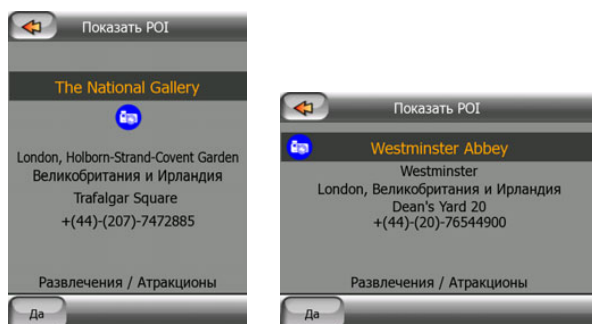 Показать POI
The National Gallery
London, Holborn-Strand-Covent Garden
Великобритания и Ирландия
Trafalgar Square
+(44)-(207)-7472885
Развлечения / Атракционы
Да
Показать POI
Westminster Abbey
Westminster
London, Великобритания и Ирландия
Dean's Yard 20
+(44)-(20)-76544900
Развлечения / Атракционы
Да